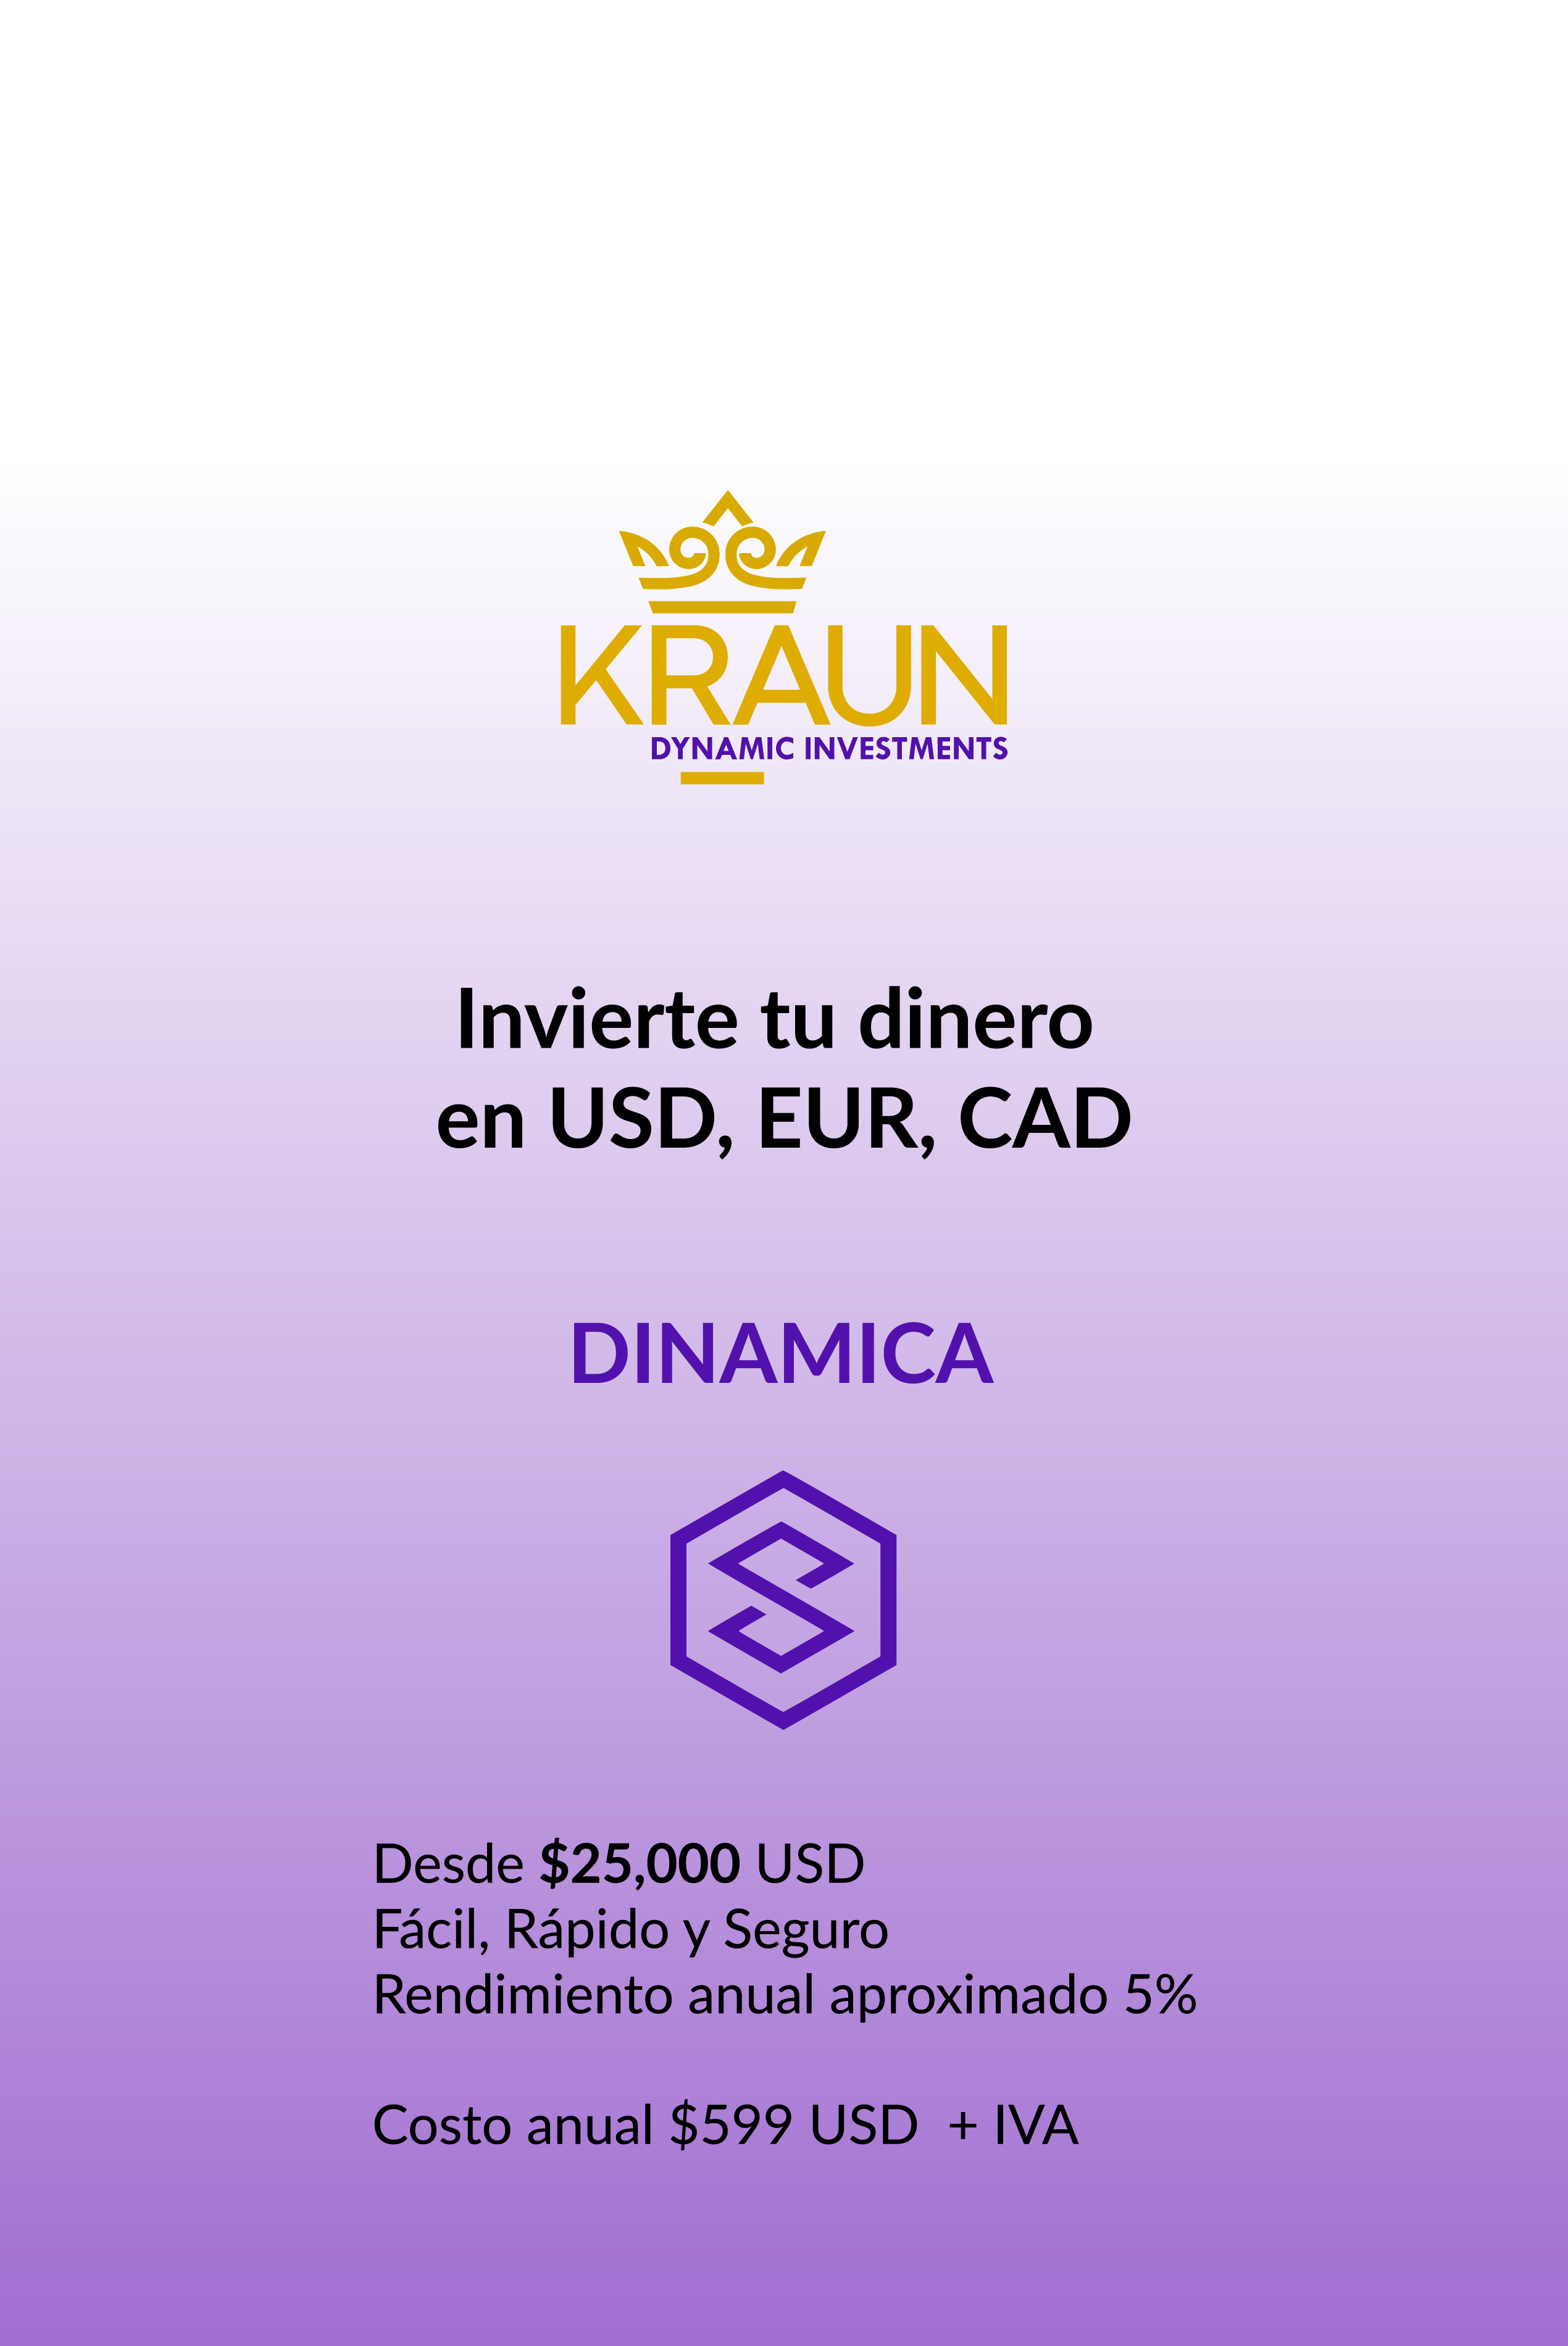 KRAUN
DYNAMIC INVESTMENTS
Invierte tu dinero
en USD, EUR, CAD
DINAMICA
Desde $25,000 USD
Fácil, Rápido y Seguro
Rendimiento anual aproximado 5%
Costo anual $599 USD + IVA